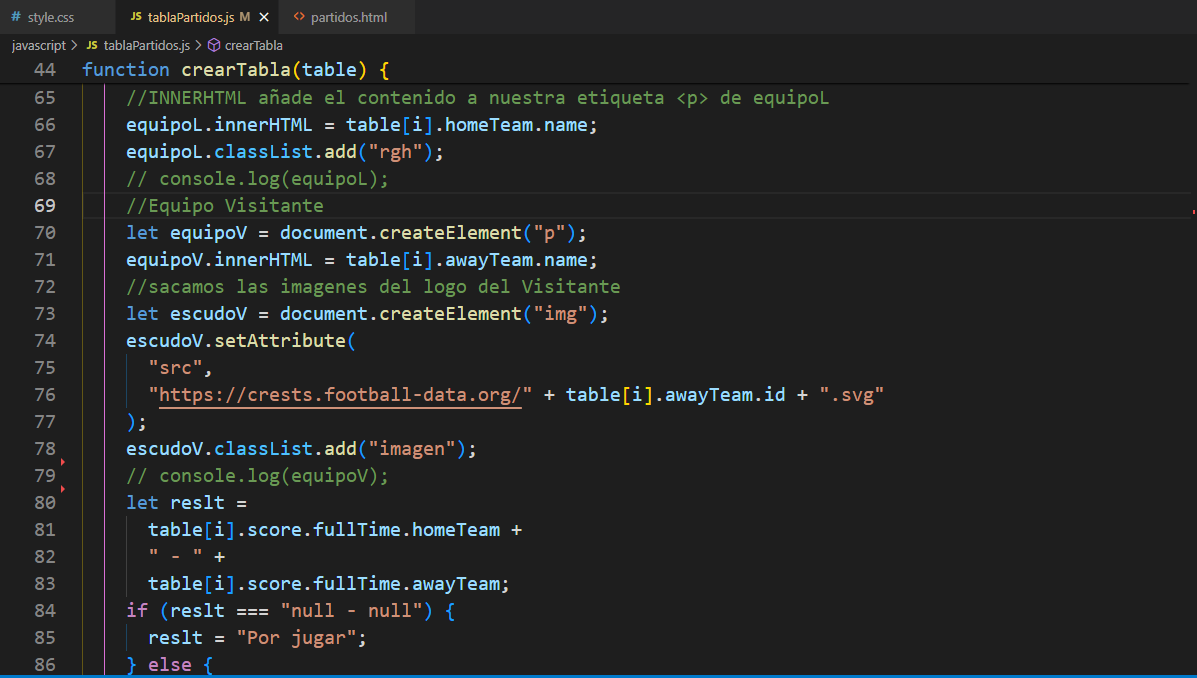 # style.css JS tablaPartidos.js M × <> partidos.html
javascript > JS tablaPartidos.js > crearTabla
44 function crearTabla(table) {
65 //INNERHTML añade el contenido a nuestra etiqueta <p> de equipoL
66 equipoL.innerHTML = table[i].homeTeam.name;
67 equipoL.classList.add("rgh");
68 // console.log(equipoL);
69 //Equipo Visitante
70 let equipoV = document.createElement("p");
71 equipoV.innerHTML = table[i].awayTeam.name;
72 //sacamos las imagenes del logo del Visitante
73 let escudoV = document.createElement("img");
74 escudoV.setAttribute(
75 "src",
76 "https://crests.football-data.org/" + table[i].awayTeam.id + ".svg"
77 );
78 escudoV.classList.add("imagen");
79 // console.log(equipoV);
80 let reslt =
81 table[i].score.fullTime.homeTeam +
82 " - " +
83 table[i].score.fullTime.awayTeam;
84 if (reslt === "null - null") {
85 reslt = "Por jugar";
86 } else {